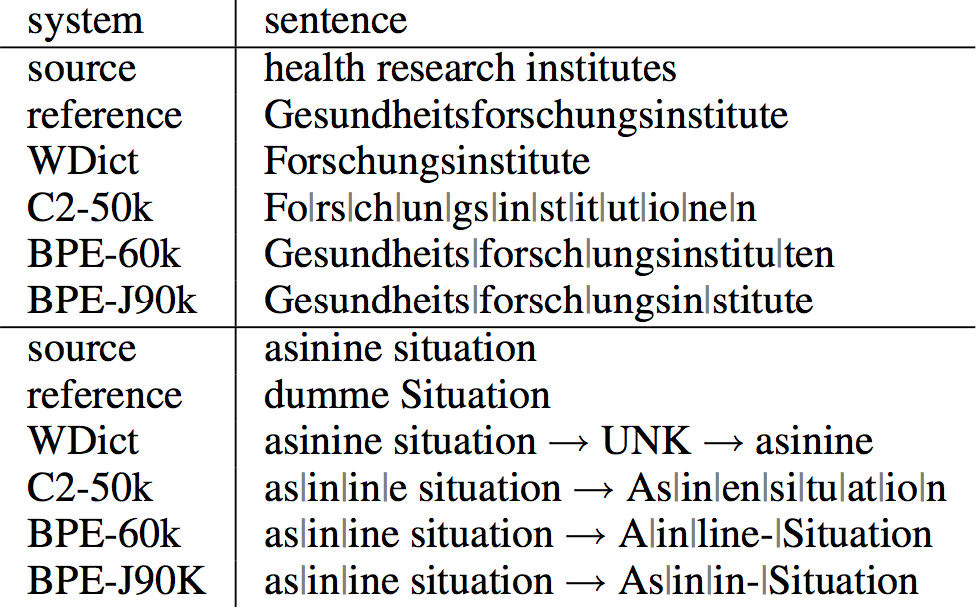 system sentence
source health research institutes
reference Gesundheitsforschungsinstitute
WDict Forschungsinstitute
C2-50k Fo|rs|ch|un|gs|in|st|it|ut|io|ne|n
BPE-60k Gesundheits|forsch|ungsinstitu|ten
BPE-J90k Gesundheits|forsch|ungsin|stitute
source asinine situation
reference dumme Situation
WDict asinine situation → UNK → asinine
C2-50k as|in|in|e situation → As|in|en|si|tu|at|io|n
BPE-60k as|in|ine situation → A|in|line-|Situation
BPE-J90K as|in|ine situation → As|in|in-|Situation